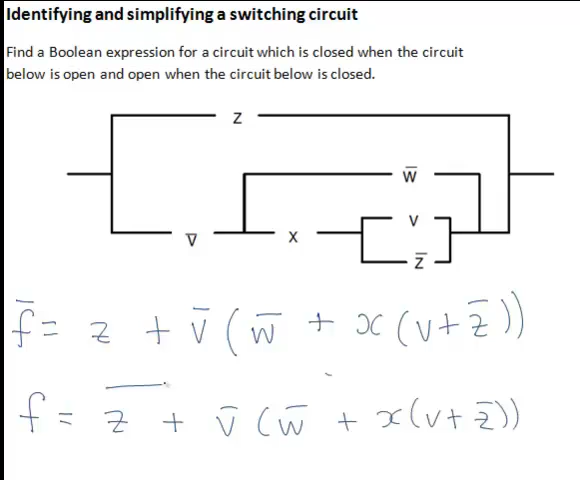 Identifying and simplifying a switching circuit
Find a Boolean expression for a circuit which is closed when the circuit
below is open and open when the circuit below is closed.
Z
W̅
V
V̅ X
Z̅
f̅ = z + v̅ (w̅ + x (v + z̅))
f = z̅ + v̅ (w̅ + x (v + z̅))